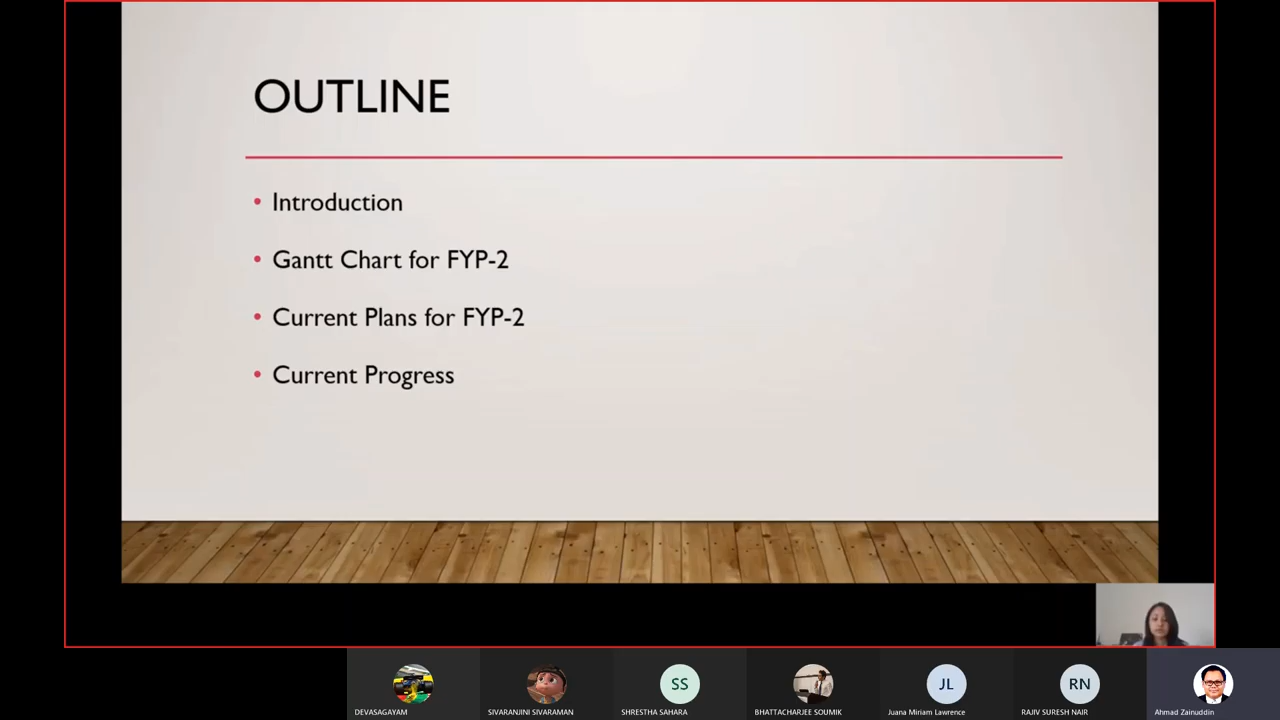 OUTLINE
• Introduction
• Gantt Chart for FYP-2
• Current Plans for FYP-2
• Current Progress
SS
JL
RN
DEVASAGAYAM
SIVARANJINI SIVARAMAN
SHRESTHA SAHARA
BHATTACHARJEE SOUMIK
Juana Miriam Lawrence
RAJIV SURESH NAIR
Ahmad Zainuddin